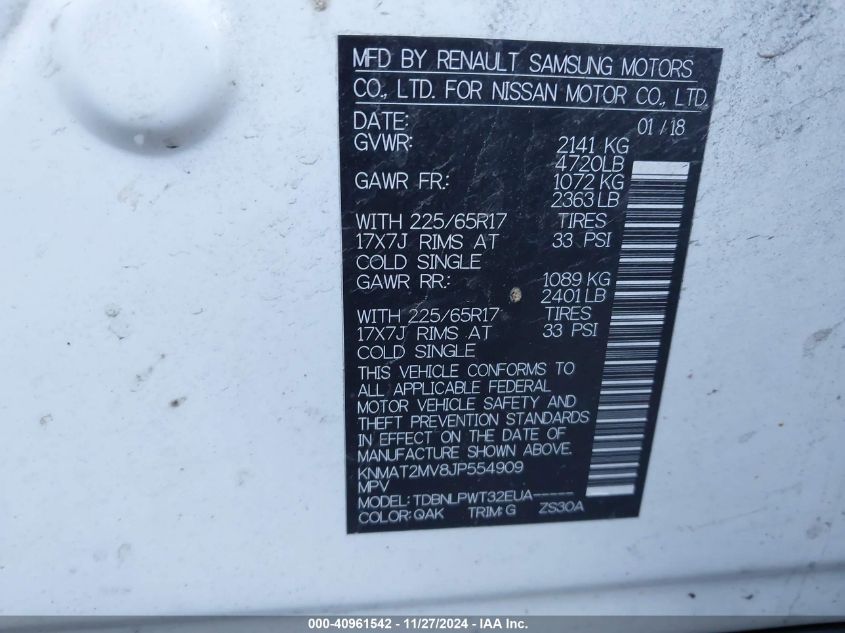 MFD BY RENAULT SAMSUNG MOTORS
CO., LTD. FOR NISSAN MOTOR CO., LTD.
DATE: 01 / 18
GVWR: 2141 KG
4720LB
GAWR FR.: 1072 KG
2363 LB
WITH 225/65R17 TIRES
17X7J RIMS AT 33 PSI
COLD SINGLE
GAWR RR.: 1089 KG
2401 LB
WITH 225/65R17 TIRES
17X7J RIMS AT 33 PSI
COLD SINGLE
THIS VEHICLE CONFORMS TO
ALL APPLICABLE FEDERAL
MOTOR VEHICLE SAFETY AND
THEFT PREVENTION STANDARDS
IN EFFECT ON THE DATE OF
MANUFACTURE SHOWN ABOVE.
KNMAT2MV8JP554909
MPV
MODEL: TDBNLPWT32EUA-----
COLOR: QAK TRIM: G ZS30A
000-40961542 - 11/27/2024 - IAA Inc.